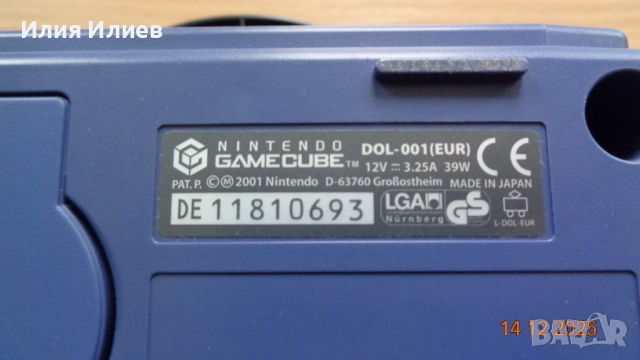 Илия Илиев
NINTENDO
GAMECUBE™
DOL-001(EUR)
12V ⎓ 3.25A 39W
CE
PAT. P. ©Ⓜ 2001 Nintendo D-63760 Großostheim MADE IN JAPAN
DE 11810693
LGA
Nürnberg
GS
L-DOL-EUR
14 12 2025
BAZAR